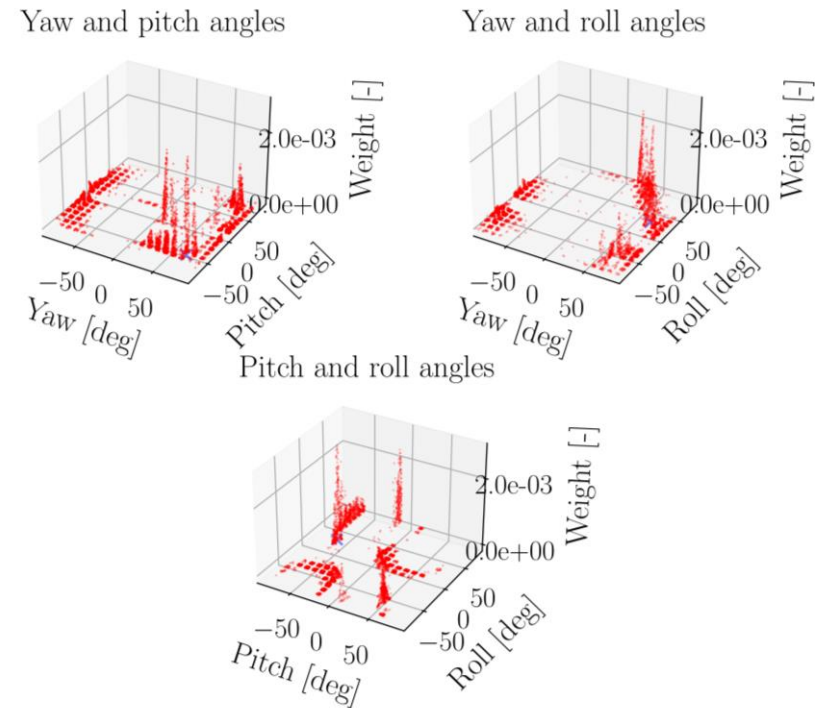 Yaw and pitch angles
2.0e-03
0.0e+00
Weight [-]
−50 0 50
Yaw [deg]
−50 0 50
Pitch [deg]
Yaw and roll angles
2.0e-03
0.0e+00
Weight [-]
−50 0 50
Yaw [deg]
−50 0 50
Roll [deg]
Pitch and roll angles
2.0e-03
0.0e+00
Weight [-]
−50 0 50
Pitch [deg]
−50 0 50
Roll [deg]